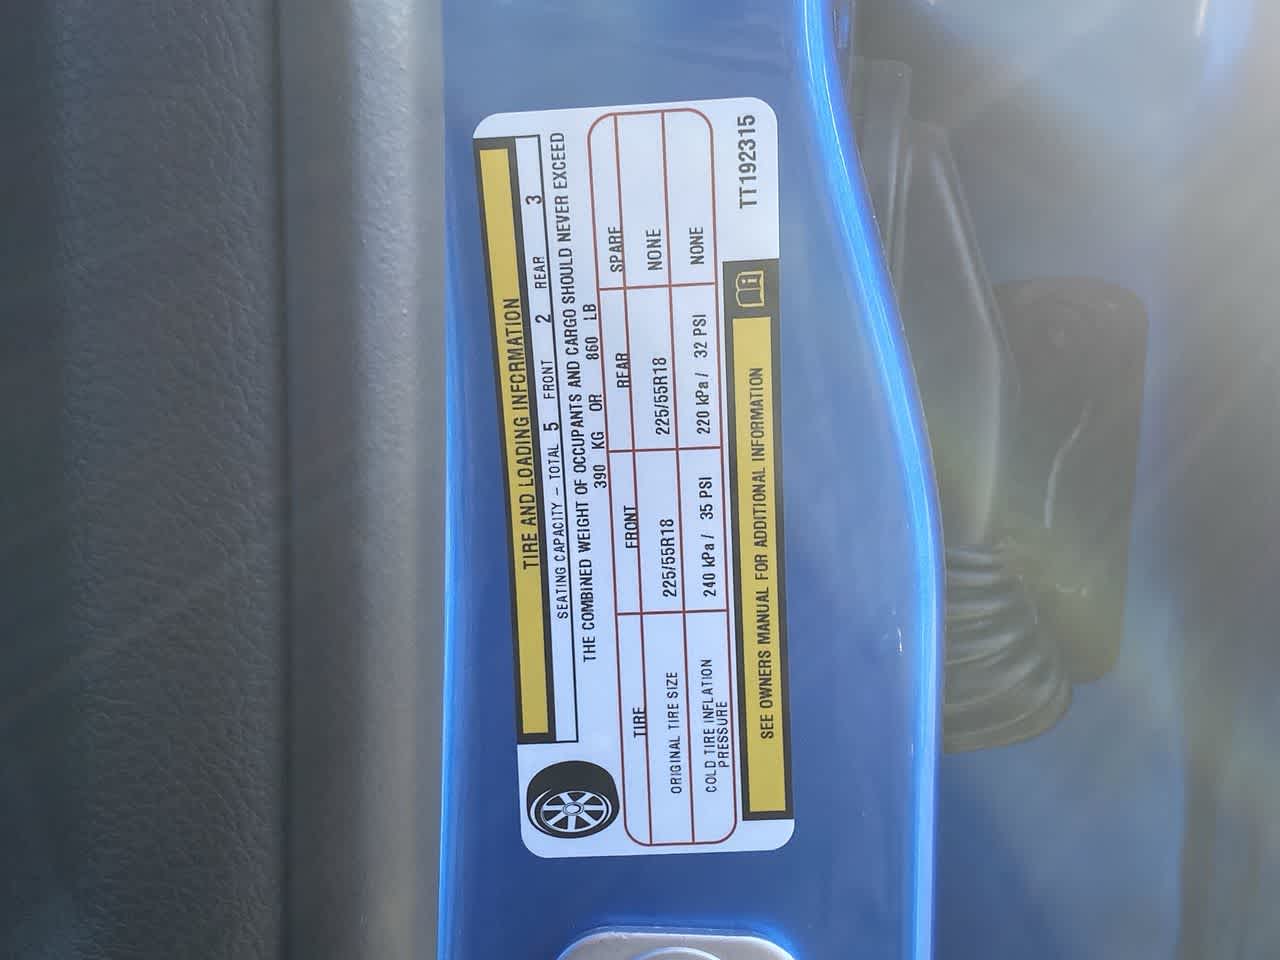 TIRE AND LOADING INFORMATION
SEATING CAPACITY – TOTAL 5 FRONT 2 REAR 3
THE COMBINED WEIGHT OF OCCUPANTS AND CARGO SHOULD NEVER EXCEED
390 KG OR 860 LB
TIRE FRONT REAR SPARE
ORIGINAL TIRE SIZE 225/55R18 225/55R18 NONE
COLD TIRE INFLATION PRESSURE 240 kPa / 35 PSI 220 kPa / 32 PSI NONE
SEE OWNERS MANUAL FOR ADDITIONAL INFORMATION
TT192315